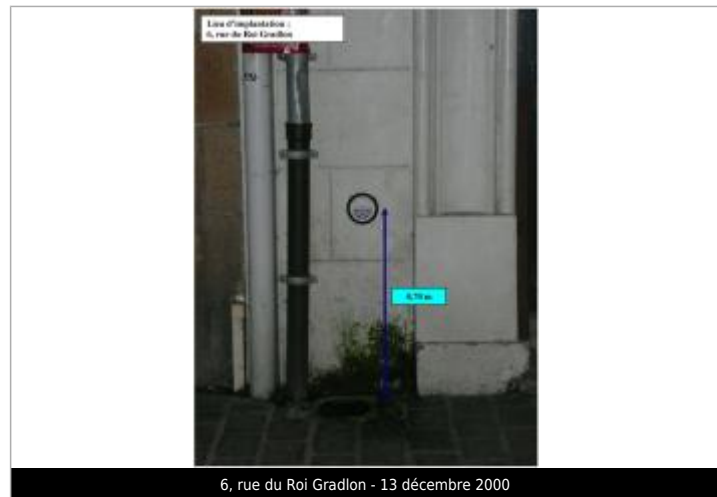 Lieu d'implantation :
6, rue du Roi Gradlon
0,70 m
6, rue du Roi Gradlon - 13 décembre 2000